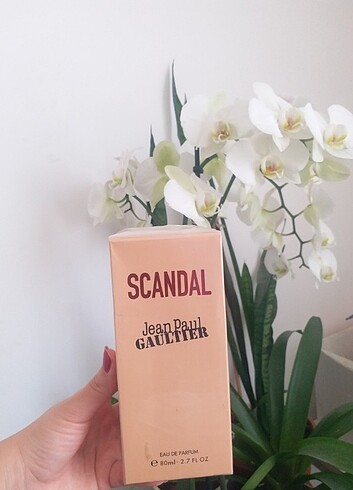 SCANDAL
Jean Paul
GAULTIER
EAU DE PARFUM
℮ 80ml - 2.7 FL OZ